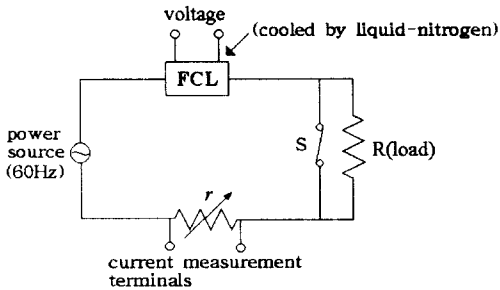 voltage
(cooled by liquid-nitrogen)
FCL
power
source
(60Hz)
S
R(load)
r
current measurement
terminals